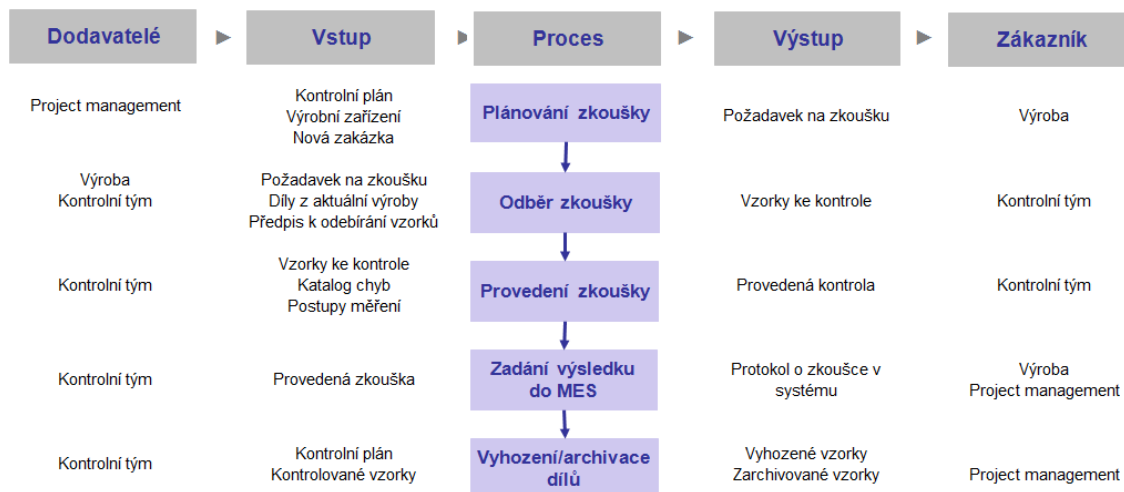 Dodavatelé
Vstup
Proces
Výstup
Zákazník
Project management
Kontrolní plán
Výrobní zařízení
Nová zakázka
Plánování zkoušky
Požadavek na zkoušku
Výroba
Výroba
Kontrolní tým
Požadavek na zkoušku
Díly z aktuální výroby
Předpis k odebírání vzorků
Odběr zkoušky
Vzorky ke kontrole
Kontrolní tým
Kontrolní tým
Vzorky ke kontrole
Katalog chyb
Postupy měření
Provedení zkoušky
Provedená kontrola
Kontrolní tým
Kontrolní tým
Provedená zkouška
Zadání výsledku
do MES
Protokol o zkoušce v
systému
Výroba
Project management
Kontrolní tým
Kontrolní plán
Kontrolované vzorky
Vyhození/archivace
dílů
Vyhozené vzorky
Zarchivované vzorky
Project management